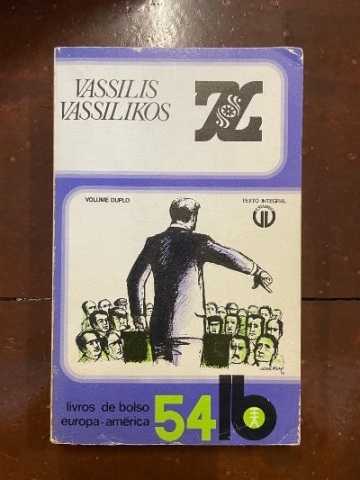 VASSILIS
VASSILIKOS
Z
VOLUME DUPLO
TEXTO INTEGRAL
livros de bolso
europa-américa
54
lb